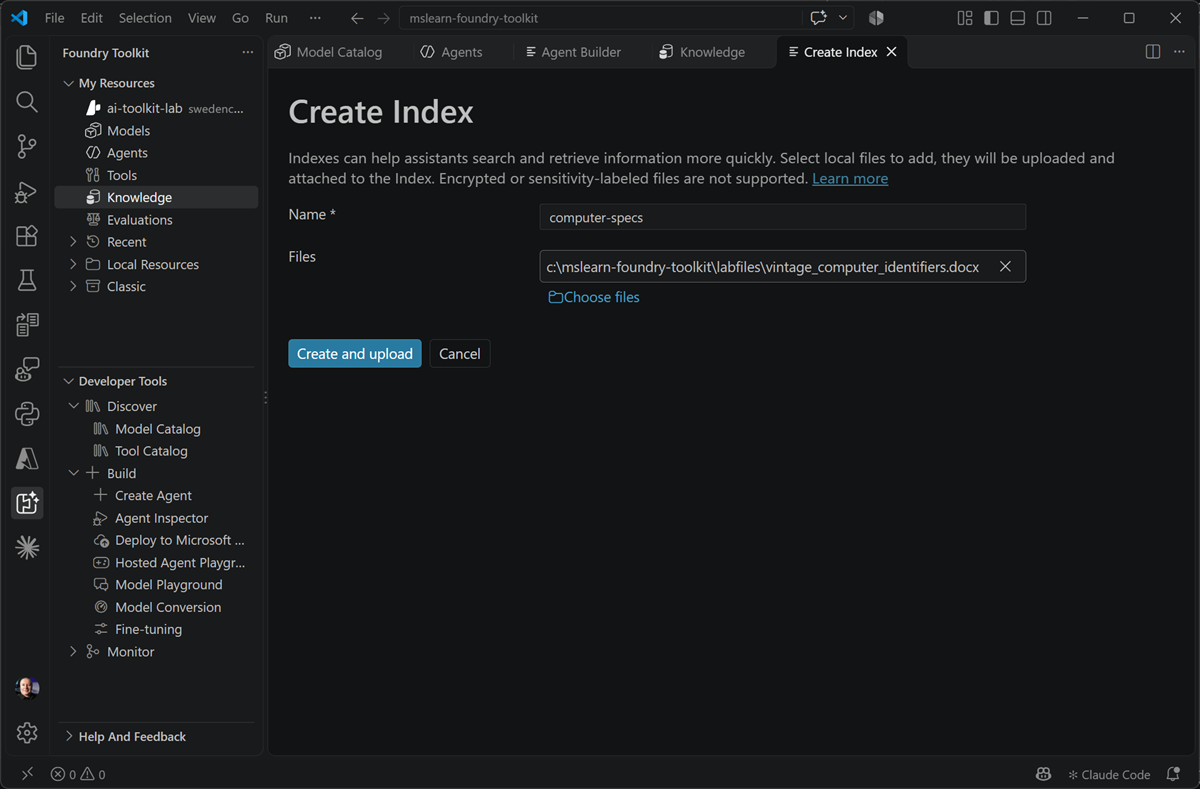 File Edit Selection View Go Run ··· mslearn-foundry-toolkit
Foundry Toolkit ···
My Resources
ai-toolkit-lab swedenc...
Models
Agents
Tools
Knowledge
Evaluations
Recent
Local Resources
Classic
Developer Tools
Discover
Model Catalog
Tool Catalog
Build
Create Agent
Agent Inspector
Deploy to Microsoft ...
Hosted Agent Playgr...
Model Playground
Model Conversion
Fine-tuning
Monitor
Help And Feedback
Model Catalog Agents Agent Builder Knowledge Create Index
Create Index
Indexes can help assistants search and retrieve information more quickly. Select local files to add, they will be uploaded and
attached to the Index. Encrypted or sensitivity-labeled files are not supported. Learn more
Name * computer-specs
Files c:\mslearn-foundry-toolkit\labfiles\vintage_computer_identifiers.docx
Choose files
Create and upload Cancel
0 0 Claude Code